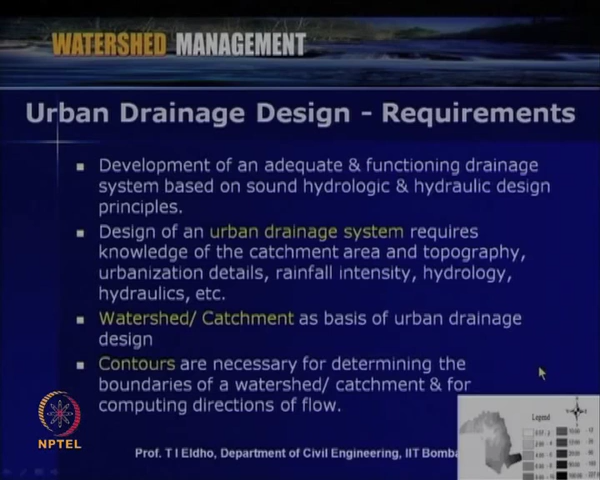 WATERSHED MANAGEMENT
Urban Drainage Design - Requirements
Development of an adequate & functioning drainage
system based on sound hydrologic & hydraulic design
principles.
Design of an urban drainage system requires
knowledge of the catchment area and topography,
urbanization details, rainfall intensity, hydrology,
hydraulics, etc.
Watershed/ Catchment as basis of urban drainage
design
Contours are necessary for determining the
boundaries of a watershed/ catchment & for
computing directions of flow.
NPTEL
Prof. T I Eldho, Department of Civil Engineering, IIT Bomba
Legend